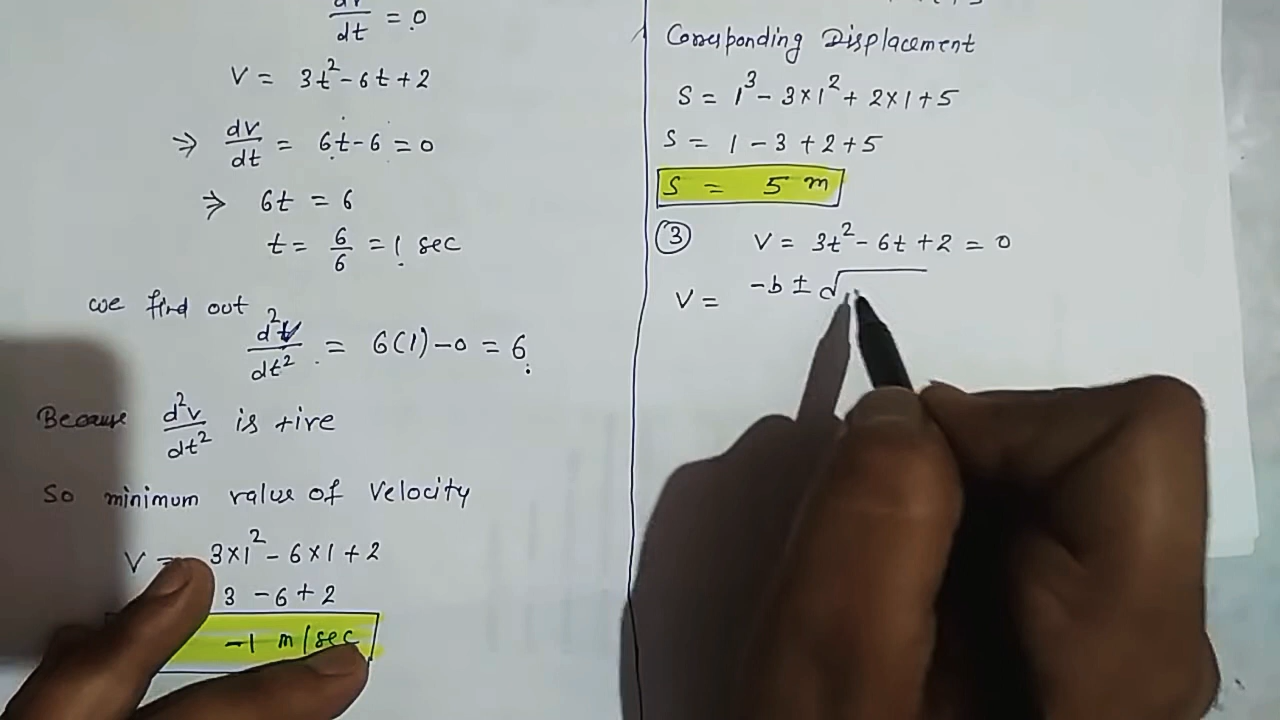 dv/dt = 0
V = 3t² - 6t + 2
⇒ dv/dt = 6t - 6 = 0
⇒ 6t = 6
t = 6/6 = 1 sec
we find out
d²v/dt² = 6(1) - 0 = 6
Because d²v/dt² is +ive
So minimum value of Velocity
V = 3×1² - 6×1 + 2
3 - 6 + 2
-1 m/sec
Corresponding Displacement
S = 1³ - 3×1² + 2×1 + 5
S = 1 - 3 + 2 + 5
S = 5 m
③ V = 3t² - 6t + 2 = 0
V = -b ± √